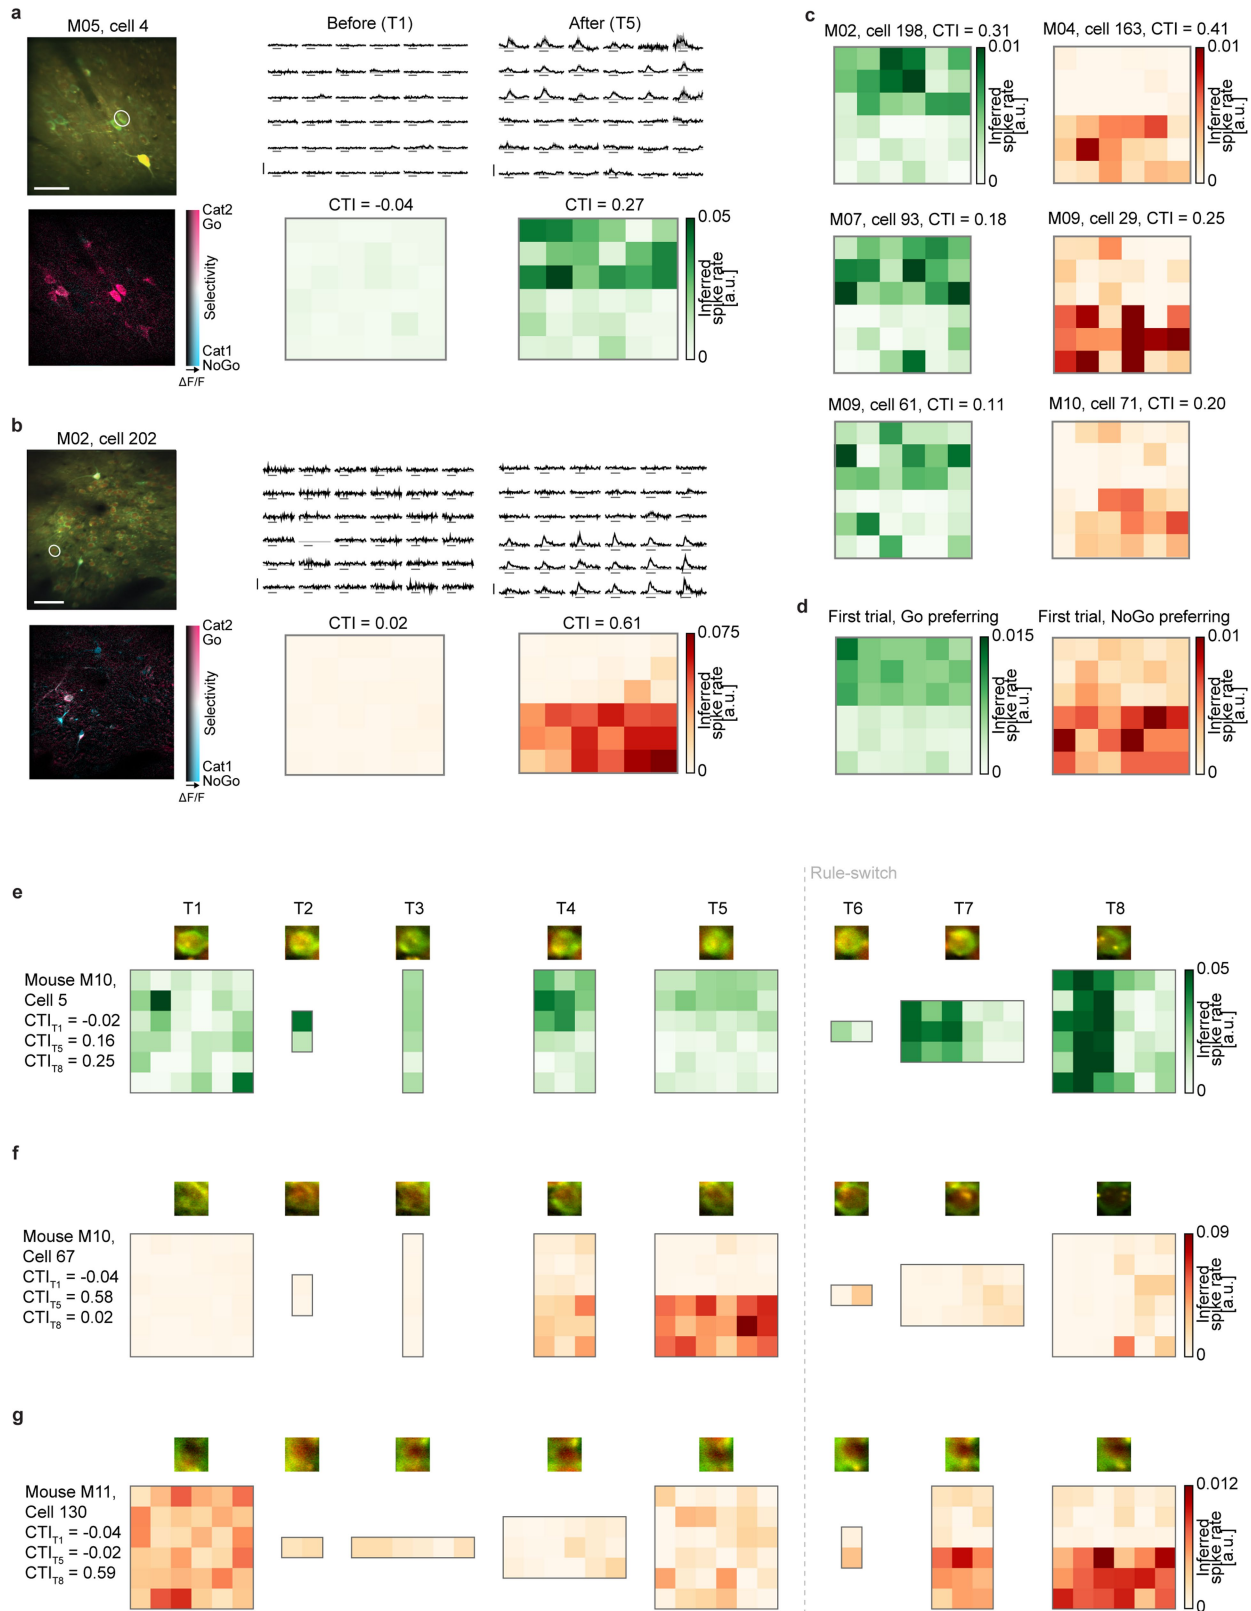 a
M05, cell 4
Before (T1)
After (T5)
Cat2
Go
Selectivity
Cat1
NoGo
ΔF/F
CTI = -0.04
CTI = 0.27
0.05
Inferred
spike rate
[a.u.]
0
b
M02, cell 202
Cat2
Go
Selectivity
Cat1
NoGo
ΔF/F
CTI = 0.02
CTI = 0.61
0.075
Inferred
spike rate
[a.u.]
0
c
M02, cell 198, CTI = 0.31
0.01
Inferred
spike rate
[a.u.]
0
M04, cell 163, CTI = 0.41
0.01
Inferred
spike rate
[a.u.]
0
M07, cell 93, CTI = 0.18
M09, cell 29, CTI = 0.25
M09, cell 61, CTI = 0.11
M10, cell 71, CTI = 0.20
d
First trial, Go preferring
0.015
Inferred
spike rate
[a.u.]
0
First trial, NoGo preferring
0.01
Inferred
spike rate
[a.u.]
0
Rule-switch
e
T1 T2 T3 T4 T5 T6 T7 T8
Mouse M10,
Cell 5
CTI_T1 = -0.02
CTI_T5 = 0.16
CTI_T8 = 0.25
0.05
Inferred
spike rate
[a.u.]
0
f
Mouse M10,
Cell 67
CTI_T1 = -0.04
CTI_T5 = 0.58
CTI_T8 = 0.02
0.09
Inferred
spike rate
[a.u.]
0
g
Mouse M11,
Cell 130
CTI_T1 = -0.04
CTI_T5 = -0.02
CTI_T8 = 0.59
0.012
Inferred
spike rate
[a.u.]
0